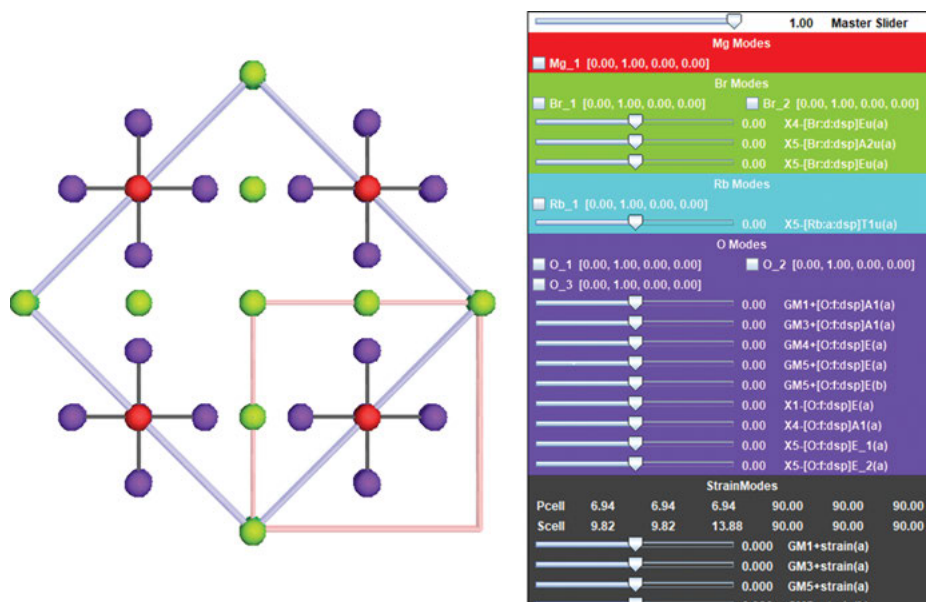 1.00 Master Slider
Mg Modes
Mg_1 [0.00, 1.00, 0.00, 0.00]
Br Modes
Br_1 [0.00, 1.00, 0.00, 0.00] Br_2 [0.00, 1.00, 0.00, 0.00]
0.00 X4-[Br:d:dsp]Eu(a)
0.00 X5-[Br:d:dsp]A2u(a)
0.00 X5-[Br:d:dsp]Eu(a)
Rb Modes
Rb_1 [0.00, 1.00, 0.00, 0.00]
0.00 X5-[Rb:a:dsp]T1u(a)
O Modes
O_1 [0.00, 1.00, 0.00, 0.00] O_2 [0.00, 1.00, 0.00, 0.00]
O_3 [0.00, 1.00, 0.00, 0.00]
0.00 GM1+[O:f:dsp]A1(a)
0.00 GM3+[O:f:dsp]A1(a)
0.00 GM4+[O:f:dsp]E(a)
0.00 GM5+[O:f:dsp]E(a)
0.00 GM5+[O:f:dsp]E(b)
0.00 X1-[O:f:dsp]E(a)
0.00 X4-[O:f:dsp]A1(a)
0.00 X5-[O:f:dsp]E_1(a)
0.00 X5-[O:f:dsp]E_2(a)
StrainModes
Pcell 6.94 6.94 6.94 90.00 90.00 90.00
Scell 9.82 9.82 13.88 90.00 90.00 90.00
0.000 GM1+strain(a)
0.000 GM3+strain(a)
0.000 GM5+strain(a)